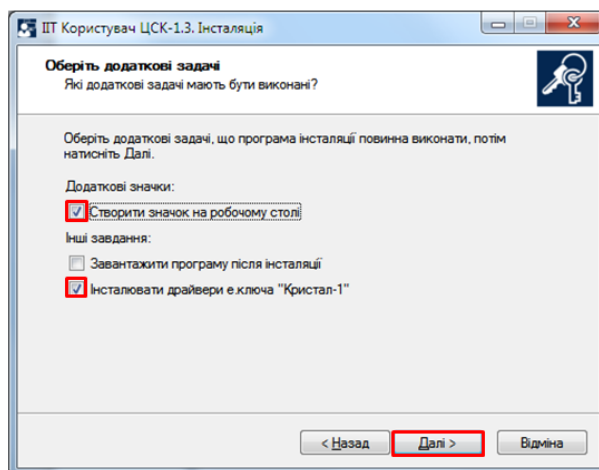 ІІТ Користувач ЦСК-1.3. Інсталяція
Оберіть додаткові задачі
Які додаткові задачі мають бути виконані?
Оберіть додаткові задачі, що програма інсталяції повинна виконати, потім
натисніть Далі.
Додаткові значки:
Створити значок на робочому столі
Інші завдання:
Завантажити програму після інсталяції
Інсталювати драйвери е.ключа "Кристал-1"
< Назад
Далі >
Відміна